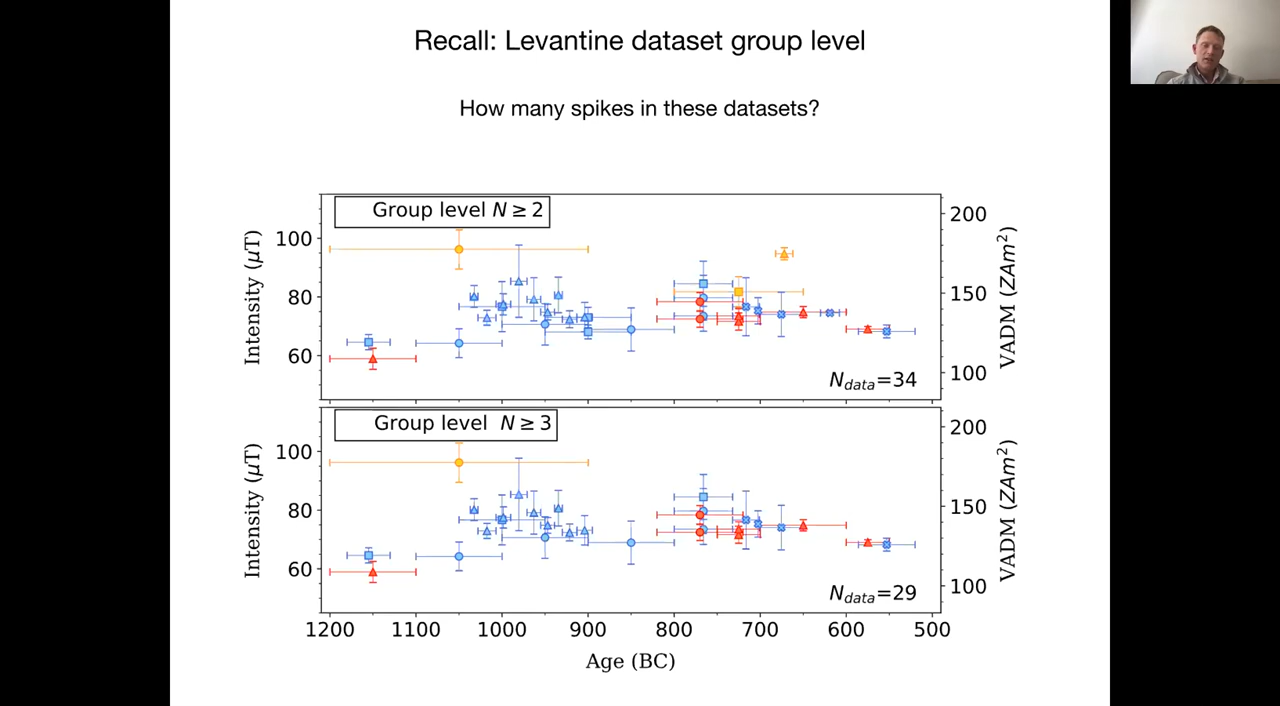 Recall: Levantine dataset group level
How many spikes in these datasets?
Group level N ≥ 2
Intensity (μT)
100
80
60
200
150
100
VADM (ZAm²)
N_data=34
Group level N ≥ 3
Intensity (μT)
100
80
60
200
150
100
VADM (ZAm²)
N_data=29
1200 1100 1000 900 800 700 600 500
Age (BC)